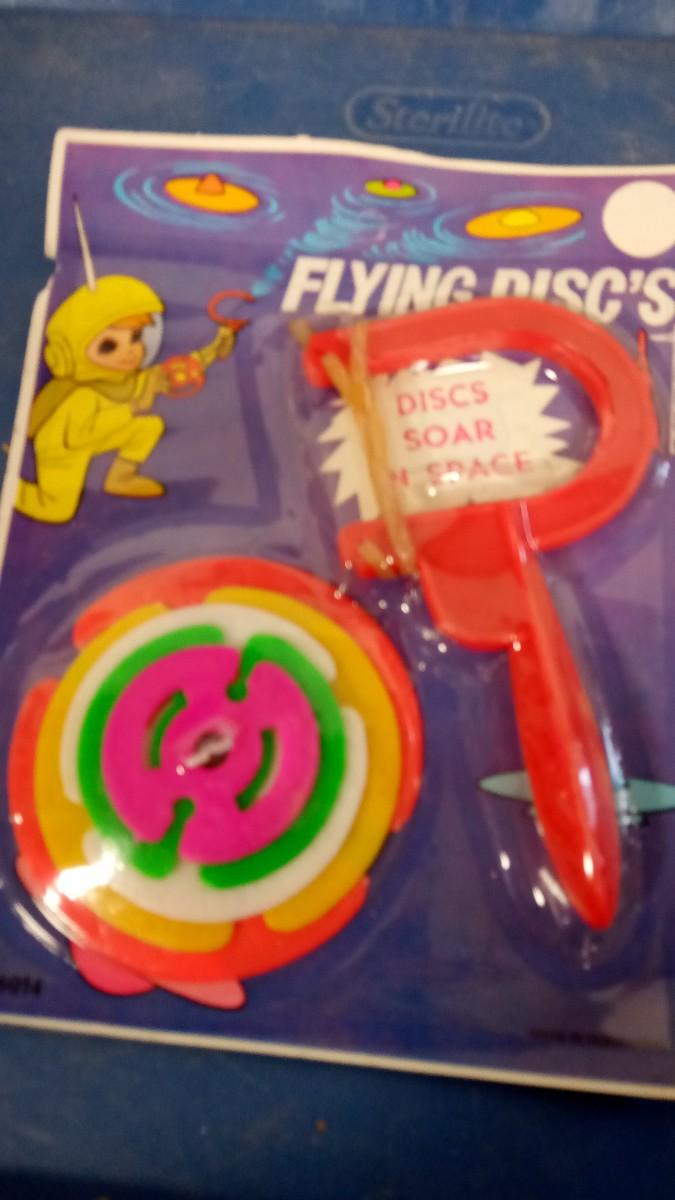 Sterilite
FLYING DISC'S
DISCS
SOAR
N SPACE